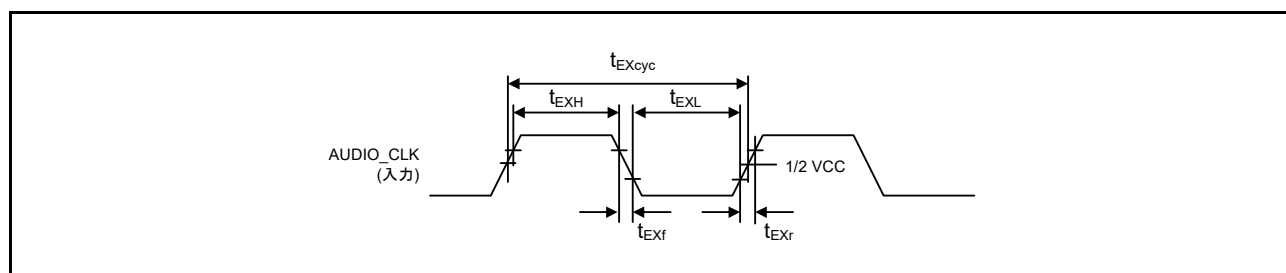 tEXcyc
tEXH
tEXL
AUDIO_CLK
(入力)
1/2 VCC
tEXf
tEXr